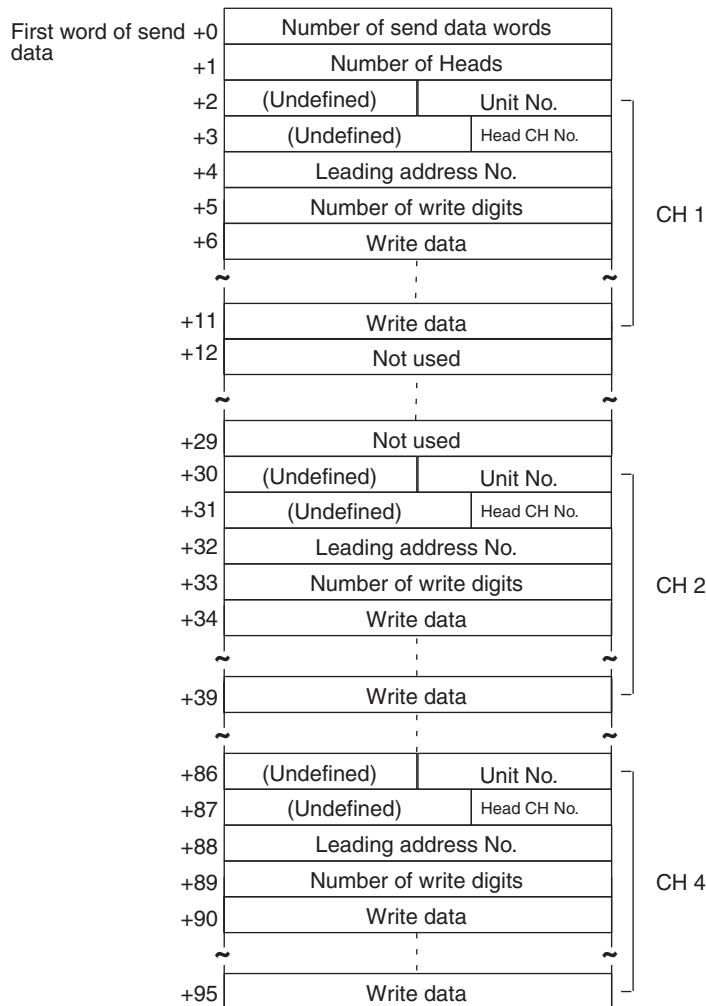 First word of send data
+0 Number of send data words
+1 Number of Heads
+2 (Undefined) Unit No.
+3 (Undefined) Head CH No.
+4 Leading address No.
+5 Number of write digits
+6 Write data
CH 1
~ ~
+11 Write data
+12 Not used
~ ~
+29 Not used
+30 (Undefined) Unit No.
+31 (Undefined) Head CH No.
+32 Leading address No.
+33 Number of write digits
+34 Write data
CH 2
~ ~
+39 Write data
~ ~
+86 (Undefined) Unit No.
+87 (Undefined) Head CH No.
+88 Leading address No.
+89 Number of write digits
+90 Write data
CH 4
~ ~
+95 Write data